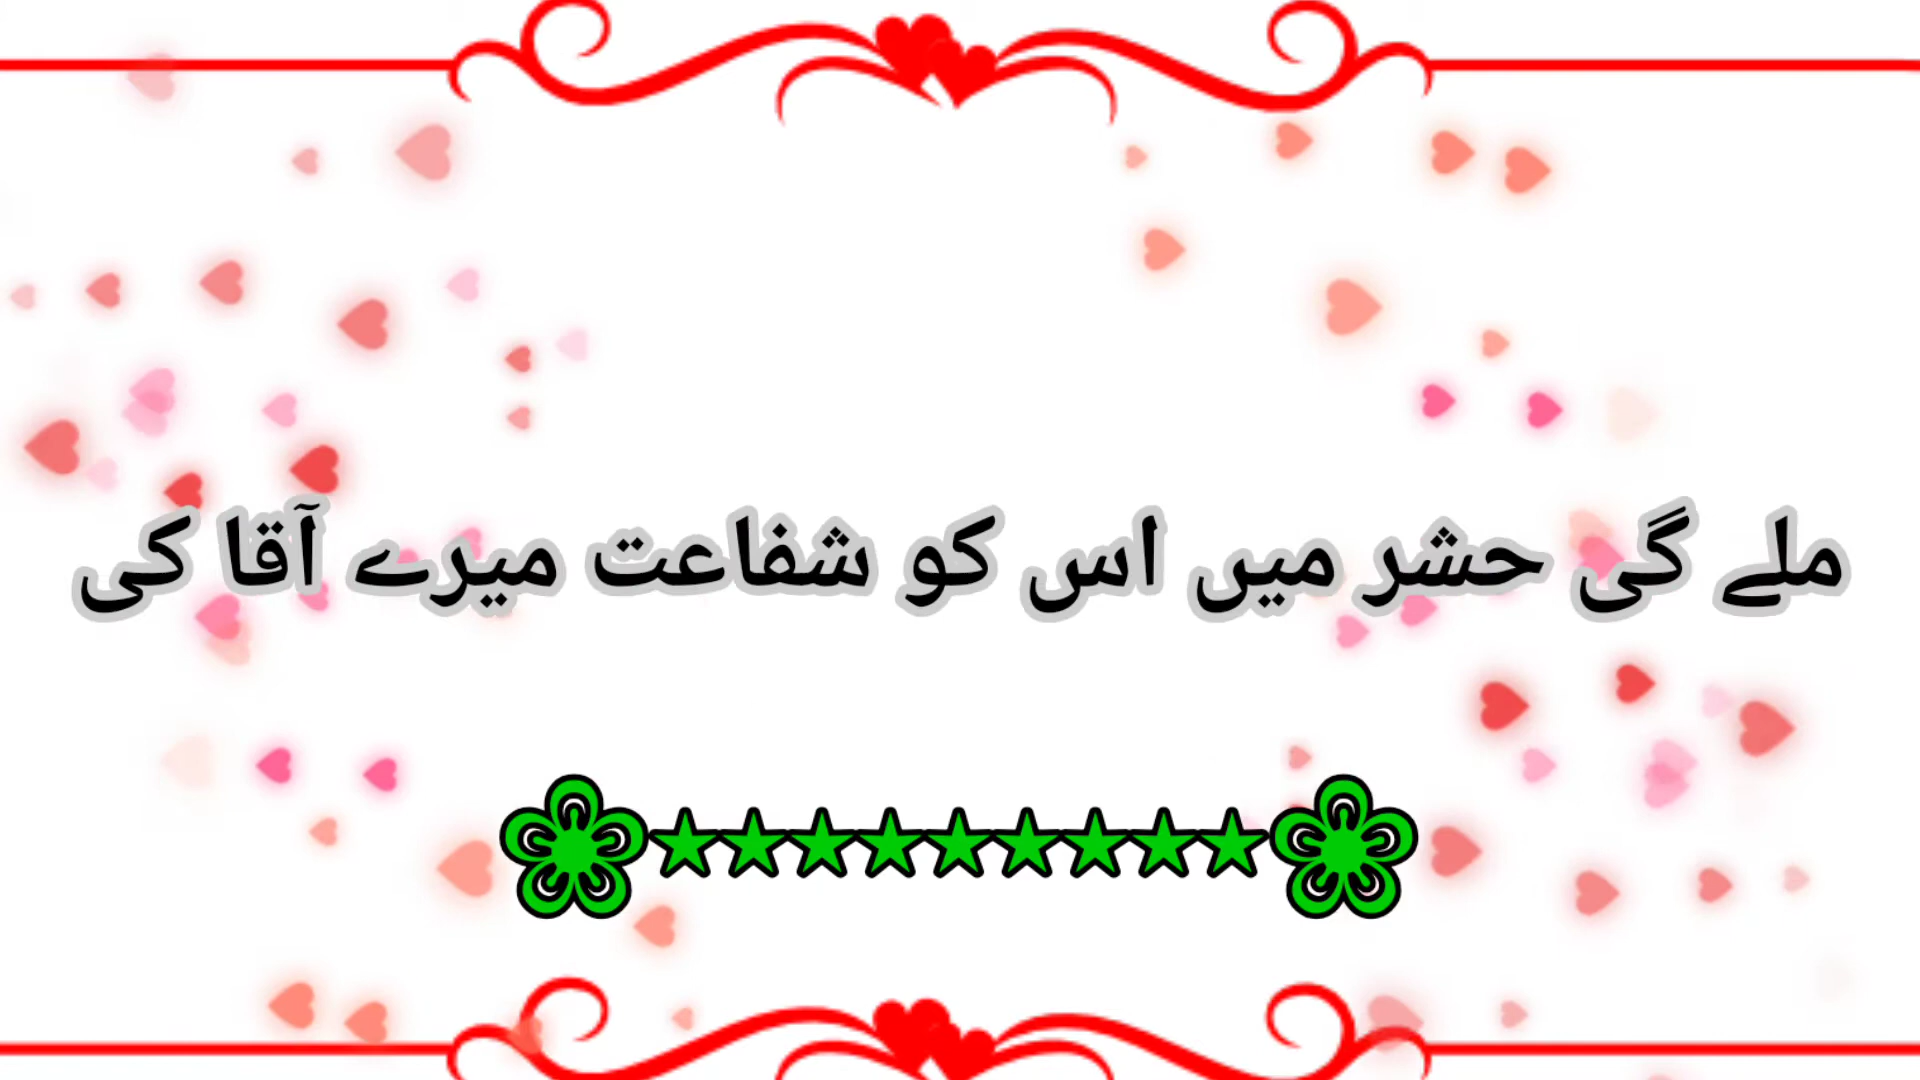 ملے گی حشر میں اس کو شفاعت میرے آقا کی